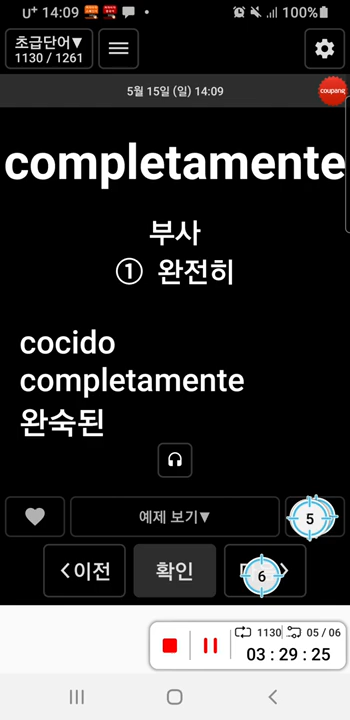 U+ 14:09 100%
초급단어▼
1130 / 1261
5월 15일 (일) 14:09
coupang
completamente
부사
① 완전히
cocido
completamente
완숙된
예제 보기▼
5
<이전
확인
6
>
1130 05 / 06
03 : 29 : 25